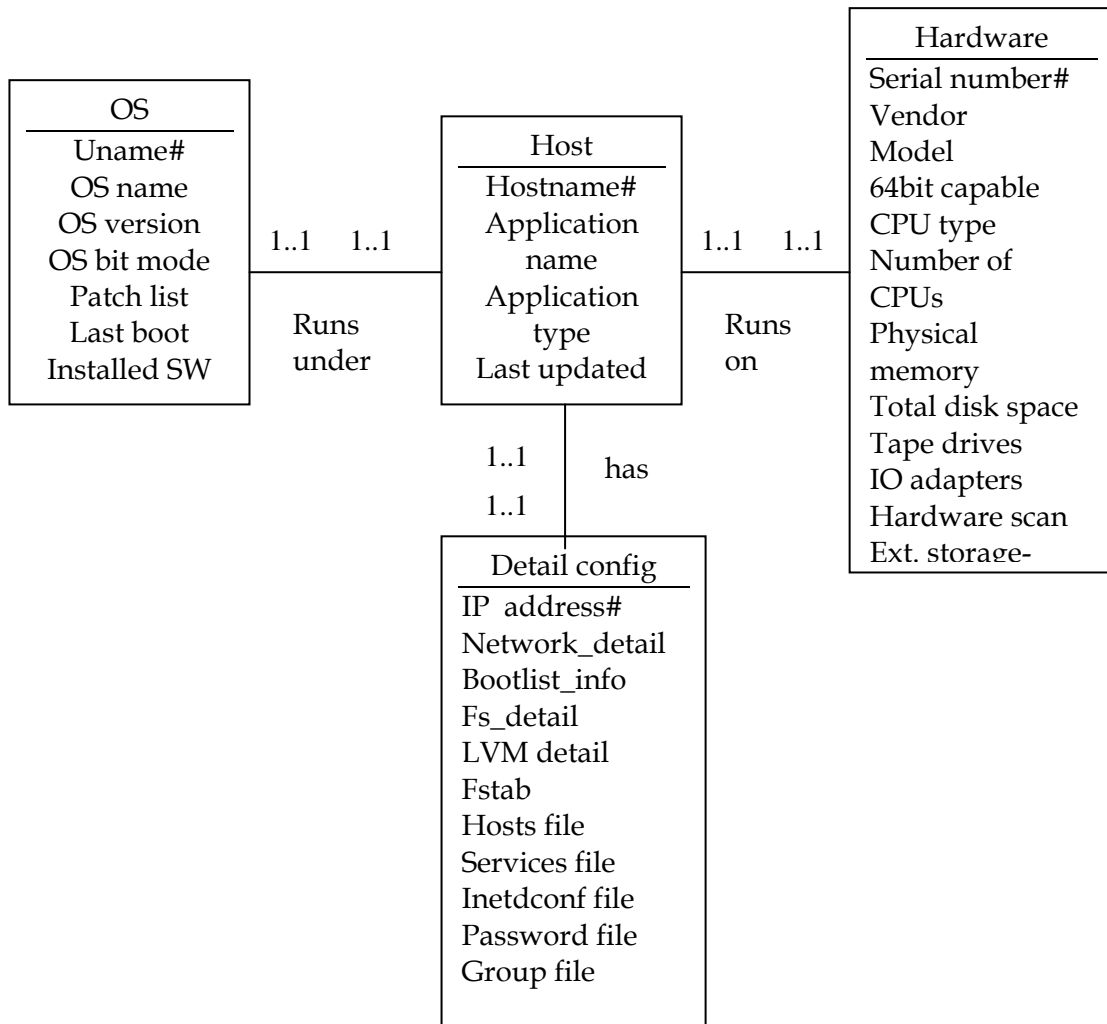 OS
Uname#
OS name
OS version
OS bit mode
Patch list
Last boot
Installed SW
1..1 1..1
Runs
under
Host
Hostname#
Application
name
Application
type
Last updated
1..1 1..1
Runs
on
Hardware
Serial number#
Vendor
Model
64bit capable
CPU type
Number of
CPUs
Physical
memory
Total disk space
Tape drives
IO adapters
Hardware scan
Ext. storage-
1..1
has
1..1
Detail config
IP address#
Network_detail
Bootlist_info
Fs_detail
LVM detail
Fstab
Hosts file
Services file
Inetdconf file
Password file
Group file